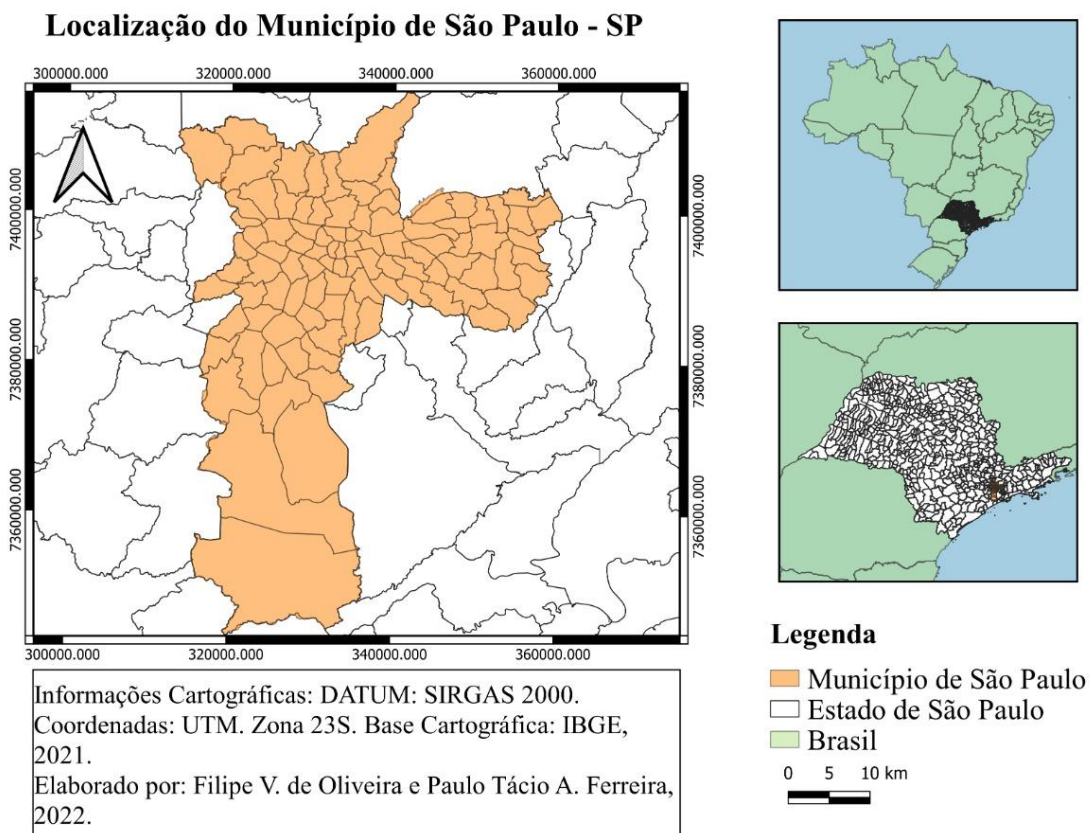 Localização do Município de São Paulo - SP
300000.000 320000.000 340000.000 360000.000
7400000.000
7380000.000
7360000.000
7400000.000
7380000.000
7360000.000
300000.000 320000.000 340000.000 360000.000
Informações Cartográficas: DATUM: SIRGAS 2000.
Coordenadas: UTM. Zona 23S. Base Cartográfica: IBGE,
2021.
Elaborado por: Filipe V. de Oliveira e Paulo Tácio A. Ferreira,
2022.
Legenda
Município de São Paulo
Estado de São Paulo
Brasil
0 5 10 km